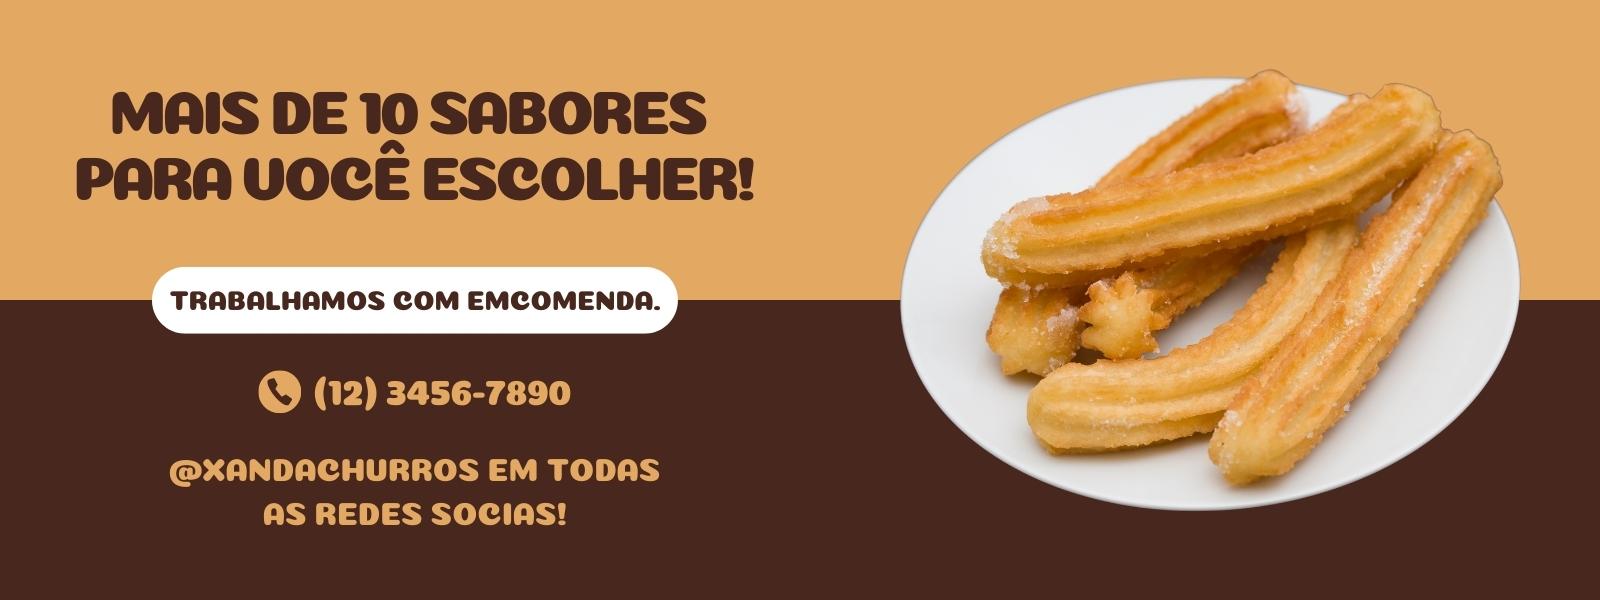 MAIS DE 10 SABORES
PARA VOCÊ ESCOLHER!
TRABALHAMOS COM EMCOMENDA.
(12) 3456-7890
@XANDACHURROS EM TODAS
AS REDES SOCIAS!